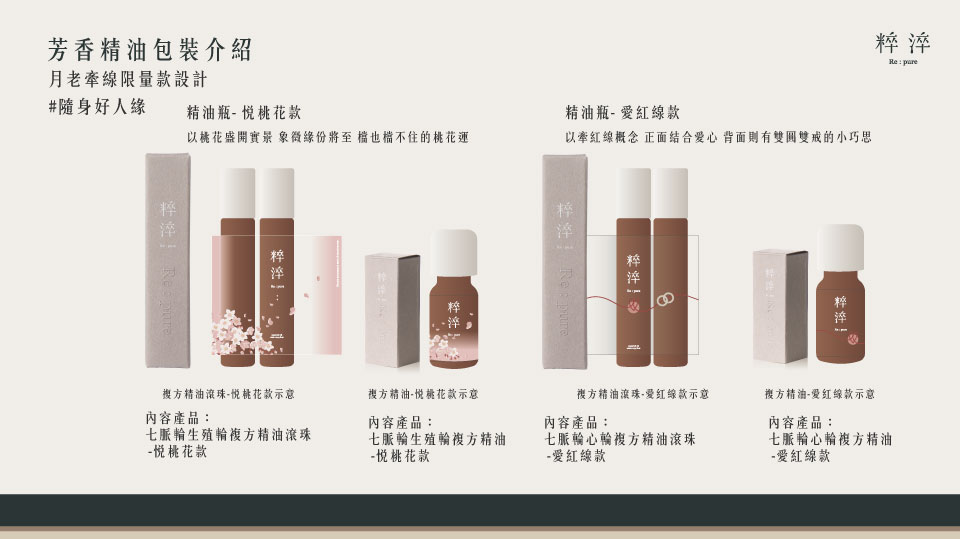 芳香精油包裝介紹
月老牽線限量款設計
#隨身好人緣
粹淬
Re : pure
精油瓶- 悅桃花款
以桃花盛開實景 象徵緣份將至 檔也檔不住的桃花運
精油瓶- 愛紅線款
以牽紅線概念 正面結合愛心 背面則有雙圓雙戒的小巧思
粹淬
Re : pure
粹淬
Re : pure
粹淬
粹淬
Re : pure
粹淬
Re : pure
粹淬
Re : pure
粹淬
粹淬
Re : pure
複方精油滾珠-悅桃花款示意
複方精油-悅桃花款示意
複方精油滾珠-愛紅線款示意
複方精油-愛紅線款示意
內容產品：
七脈輪生殖輪複方精油滾珠
-悅桃花款
內容產品：
七脈輪生殖輪複方精油
-悅桃花款
內容產品：
七脈輪心輪複方精油滾珠
-愛紅線款
內容產品：
七脈輪心輪複方精油
-愛紅線款